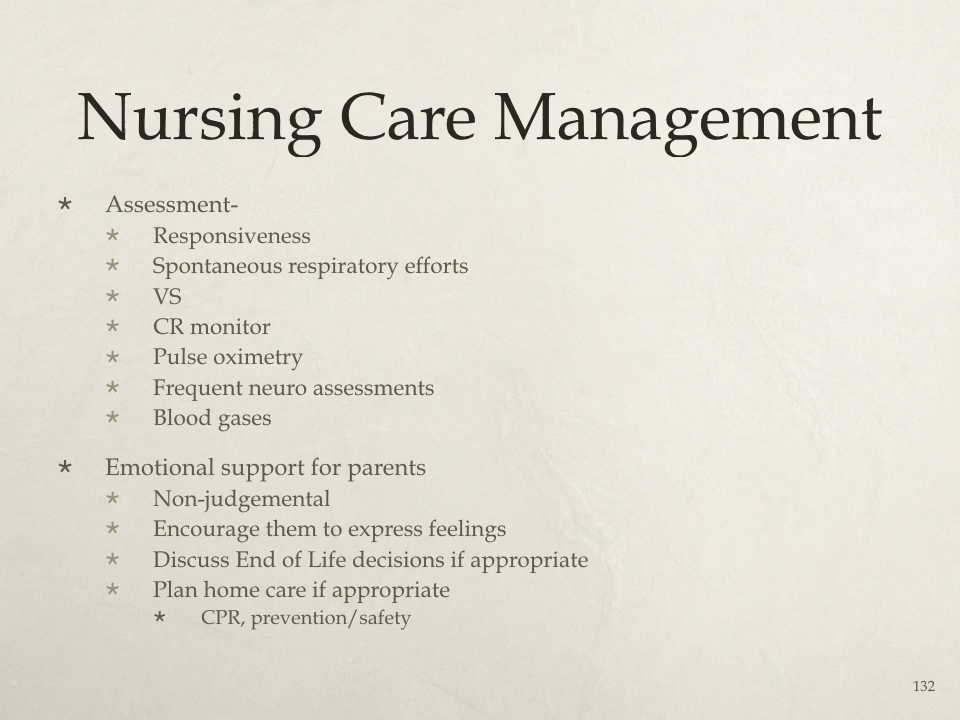 Nursing Care Management
* Assessment-
* Responsiveness
* Spontaneous respiratory efforts
* VS
* CR monitor
* Pulse oximetry
* Frequent neuro assessments
* Blood gases
* Emotional support for parents
* Non-judgemental
* Encourage them to express feelings
* Discuss End of Life decisions if appropriate
* Plan home care if appropriate
* CPR, prevention/safety
132